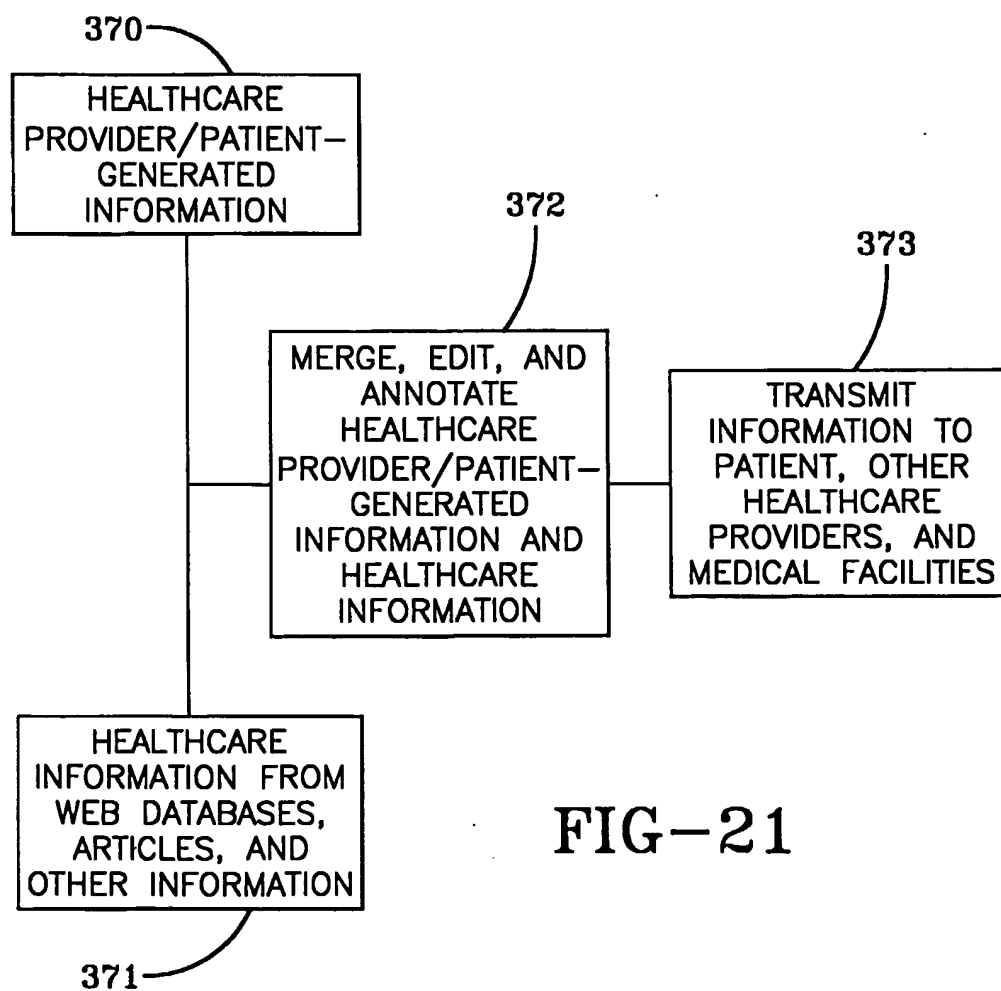 370
HEALTHCARE
PROVIDER/PATIENT-
GENERATED
INFORMATION
372
373
MERGE, EDIT, AND
ANNOTATE
HEALTHCARE
PROVIDER/PATIENT-
GENERATED
INFORMATION AND
HEALTHCARE
INFORMATION
TRANSMIT
INFORMATION TO
PATIENT, OTHER
HEALTHCARE
PROVIDERS, AND
MEDICAL FACILITIES
HEALTHCARE
INFORMATION FROM
WEB DATABASES,
ARTICLES, AND
OTHER INFORMATION
371
FIG-21